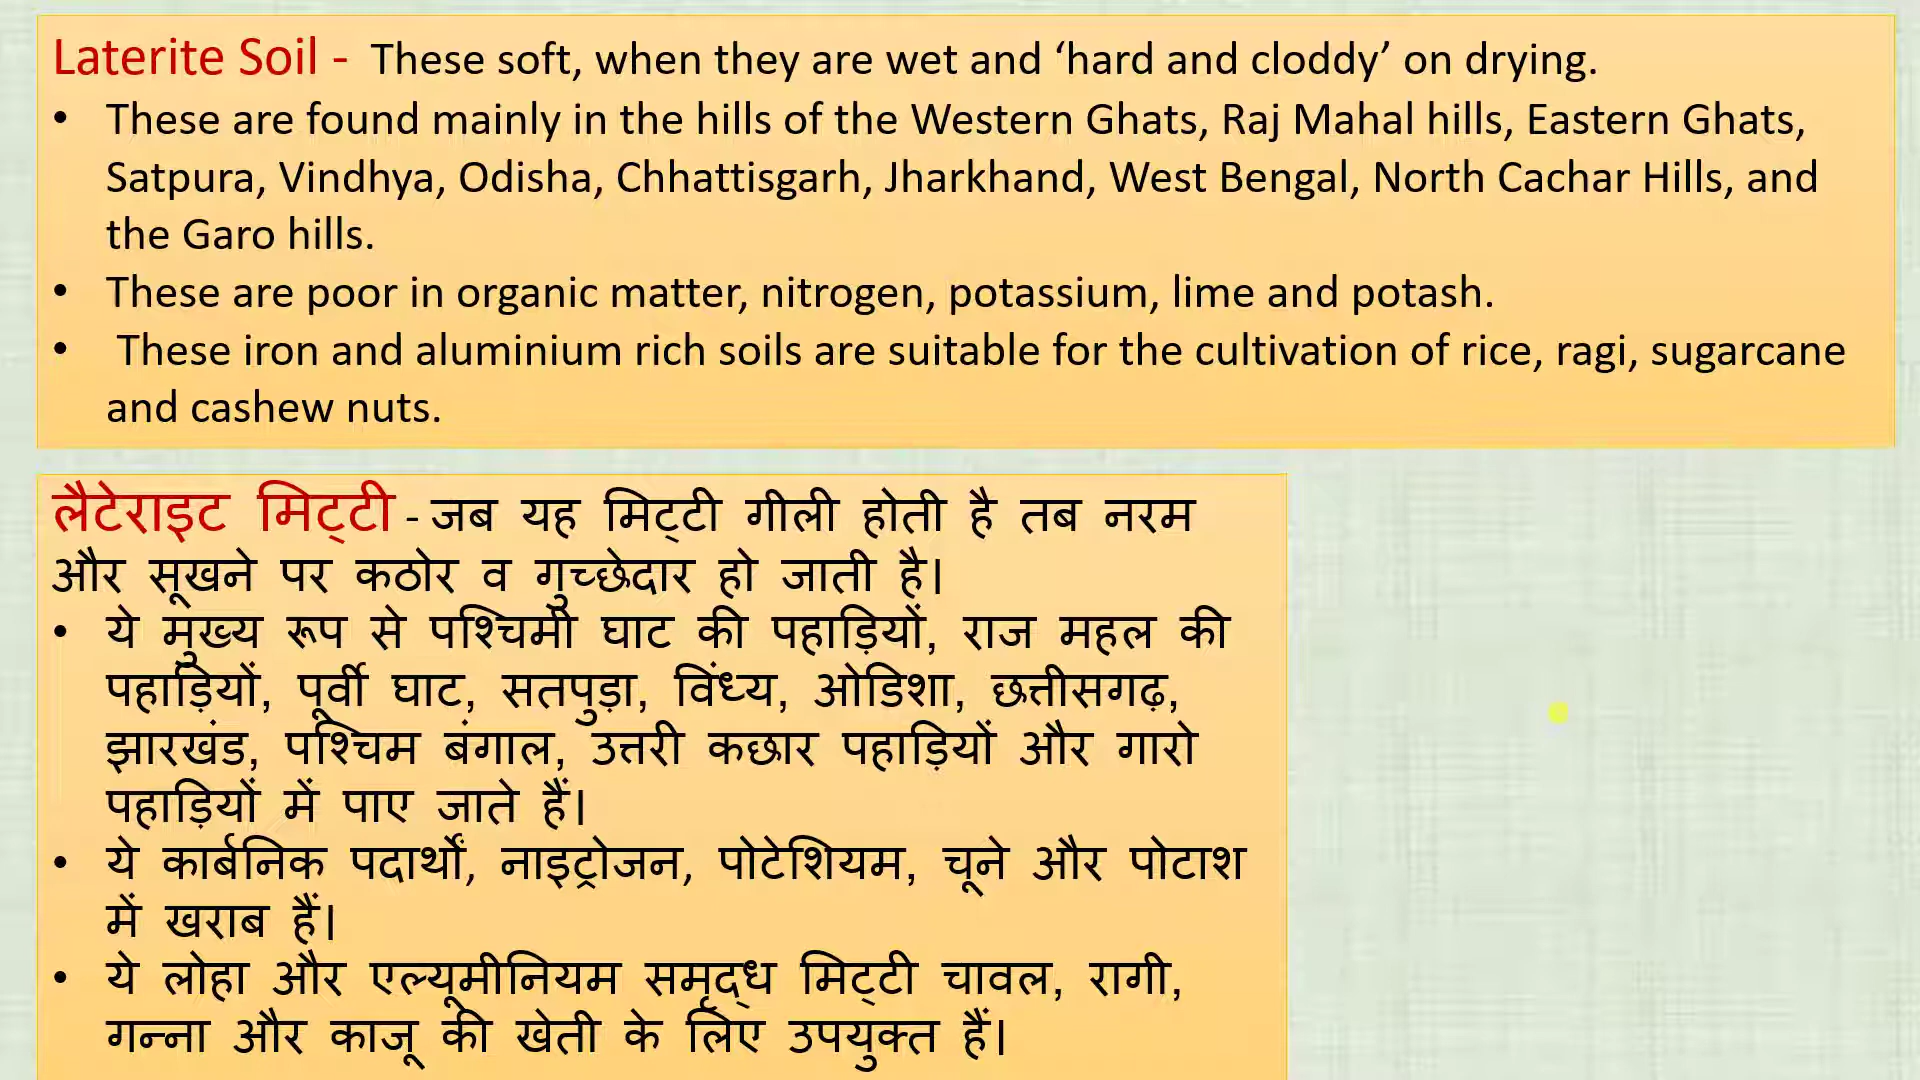 Laterite Soil - These soft, when they are wet and ‘hard and cloddy’ on drying.
• These are found mainly in the hills of the Western Ghats, Raj Mahal hills, Eastern Ghats,
Satpura, Vindhya, Odisha, Chhattisgarh, Jharkhand, West Bengal, North Cachar Hills, and
the Garo hills.
• These are poor in organic matter, nitrogen, potassium, lime and potash.
• These iron and aluminium rich soils are suitable for the cultivation of rice, ragi, sugarcane
and cashew nuts.
लैटेराइट मिट्टी - जब यह मिट्टी गीली होती है तब नरम
और सूखने पर कठोर व गुच्छेदार हो जाती है।
• ये मुख्य रूप से पश्चिमी घाट की पहाड़ियों, राज महल की
पहाड़ियों, पूर्वी घाट, सतपुड़ा, विंध्य, ओडिशा, छत्तीसगढ़,
झारखंड, पश्चिम बंगाल, उत्तरी कछार पहाड़ियों और गारो
पहाड़ियों में पाए जाते हैं।
• ये कार्बनिक पदार्थों, नाइट्रोजन, पोटेशियम, चूने और पोटाश
में खराब हैं।
• ये लोहा और एल्यूमीनियम समृद्ध मिट्टी चावल, रागी,
गन्ना और काजू की खेती के लिए उपयुक्त हैं।